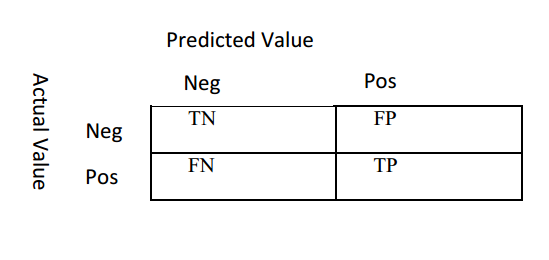 Predicted Value
Neg Pos
Actual Value
Neg TN FP
Pos FN TP